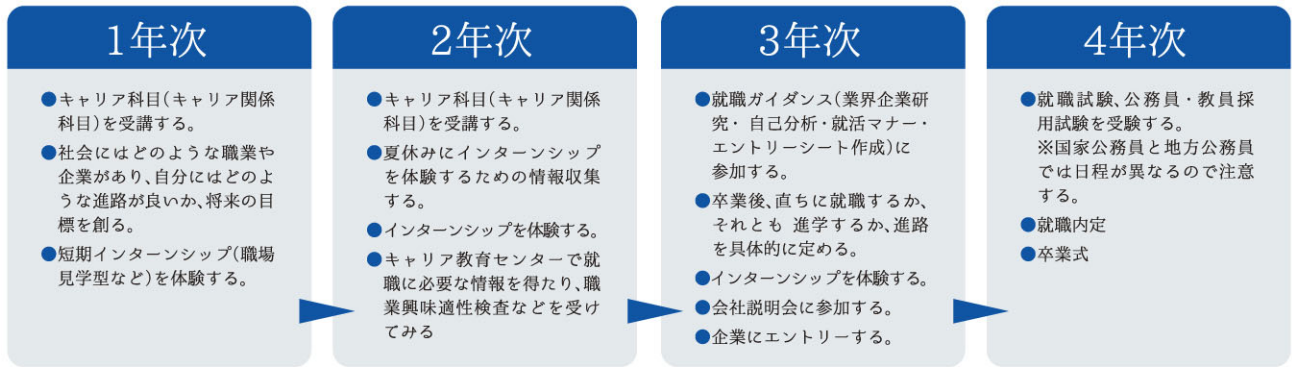 1年次
●キャリア科目(キャリア関係
科目)を受講する。
●社会にはどのような職業や
企業があり、自分にはどのよ
うな進路が良いか、将来の目
標を創る。
●短期インターンシップ(職場
見学型など)を体験する。
2年次
●キャリア科目(キャリア関係
科目)を受講する。
●夏休みにインターンシップ
を体験するための情報収集
する。
●インターンシップを体験する。
●キャリア教育センターで就
職に必要な情報を得たり、職
業興味適性検査などを受け
てみる
3年次
●就職ガイダンス(業界企業研
究・ 自己分析・就活マナー・
エントリーシート作成)に
参加する。
●卒業後、直ちに就職するか、
それとも 進学するか、進路
を具体的に定める。
●インターンシップを体験する。
●会社説明会に参加する。
●企業にエントリーする。
4年次
●就職試験、公務員・教員採
用試験を受験する。
※国家公務員と地方公務員
では日程が異なるので注意
する。
●就職内定
●卒業式